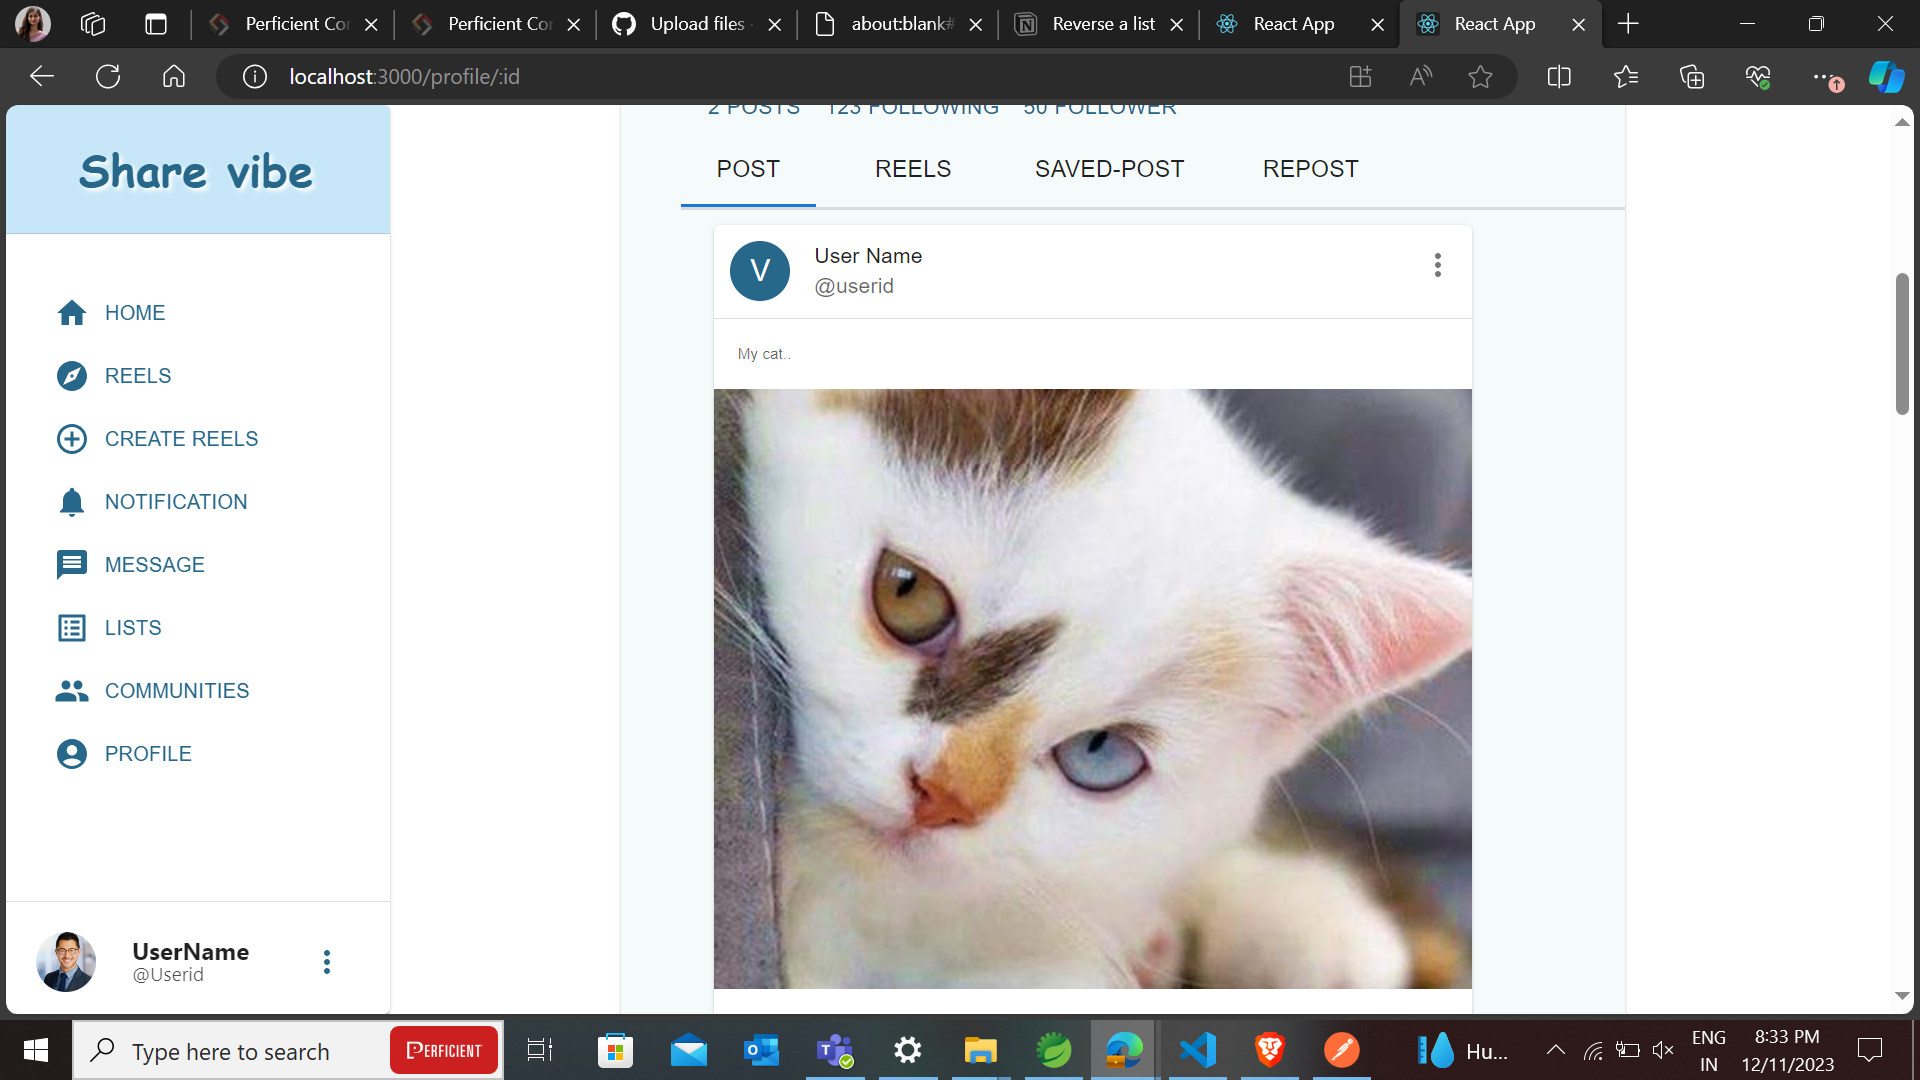 Perficient Cor
Perficient Cor
Upload files
about:blank#
Reverse a list
React App
React App
localhost:3000/profile/:id
Share vibe
HOME
REELS
CREATE REELS
NOTIFICATION
MESSAGE
LISTS
COMMUNITIES
PROFILE
UserName
@Userid
2 POSTS 123 FOLLOWING 50 FOLLOWER
POST REELS SAVED-POST REPOST
V
User Name
@userid
My cat..
Type here to search
PERFICIENT
Hu...
ENG
IN
8:33 PM
12/11/2023